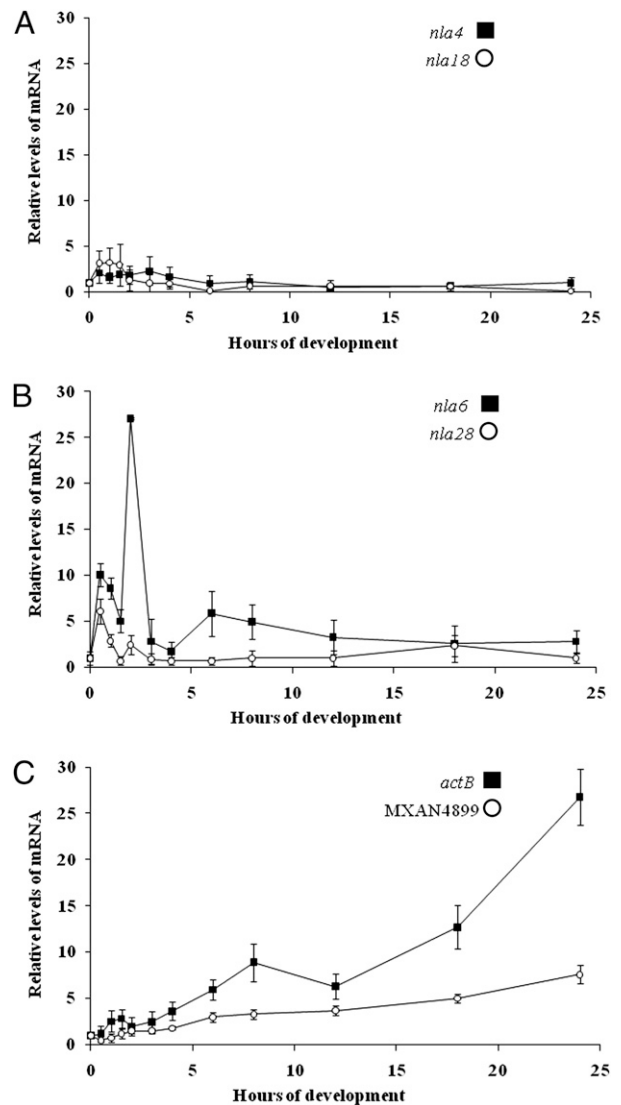 A
nla4
nla18
Relative levels of mRNA
30
25
20
15
10
5
0
0 5 10 15 20 25
Hours of development
B
nla6
nla28
Relative levels of mRNA
30
25
20
15
10
5
0
0 5 10 15 20 25
Hours of development
C
actB
MXAN4899
Relative levels of mRNA
30
25
20
15
10
5
0
0 5 10 15 20 25
Hours of development